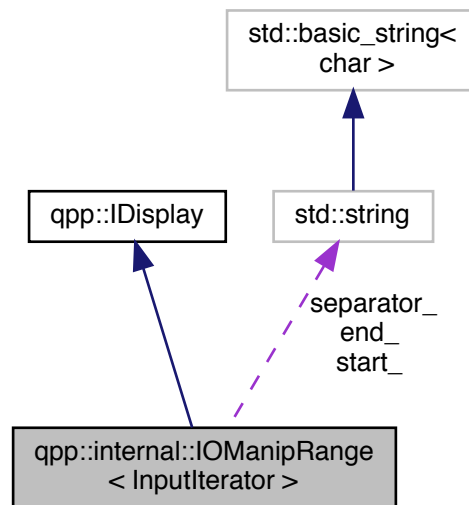 std::basic_string<
char >
qpp::IDisplay
std::string
separator_
end_
start_
qpp::internal::IOManipRange
< InputIterator >